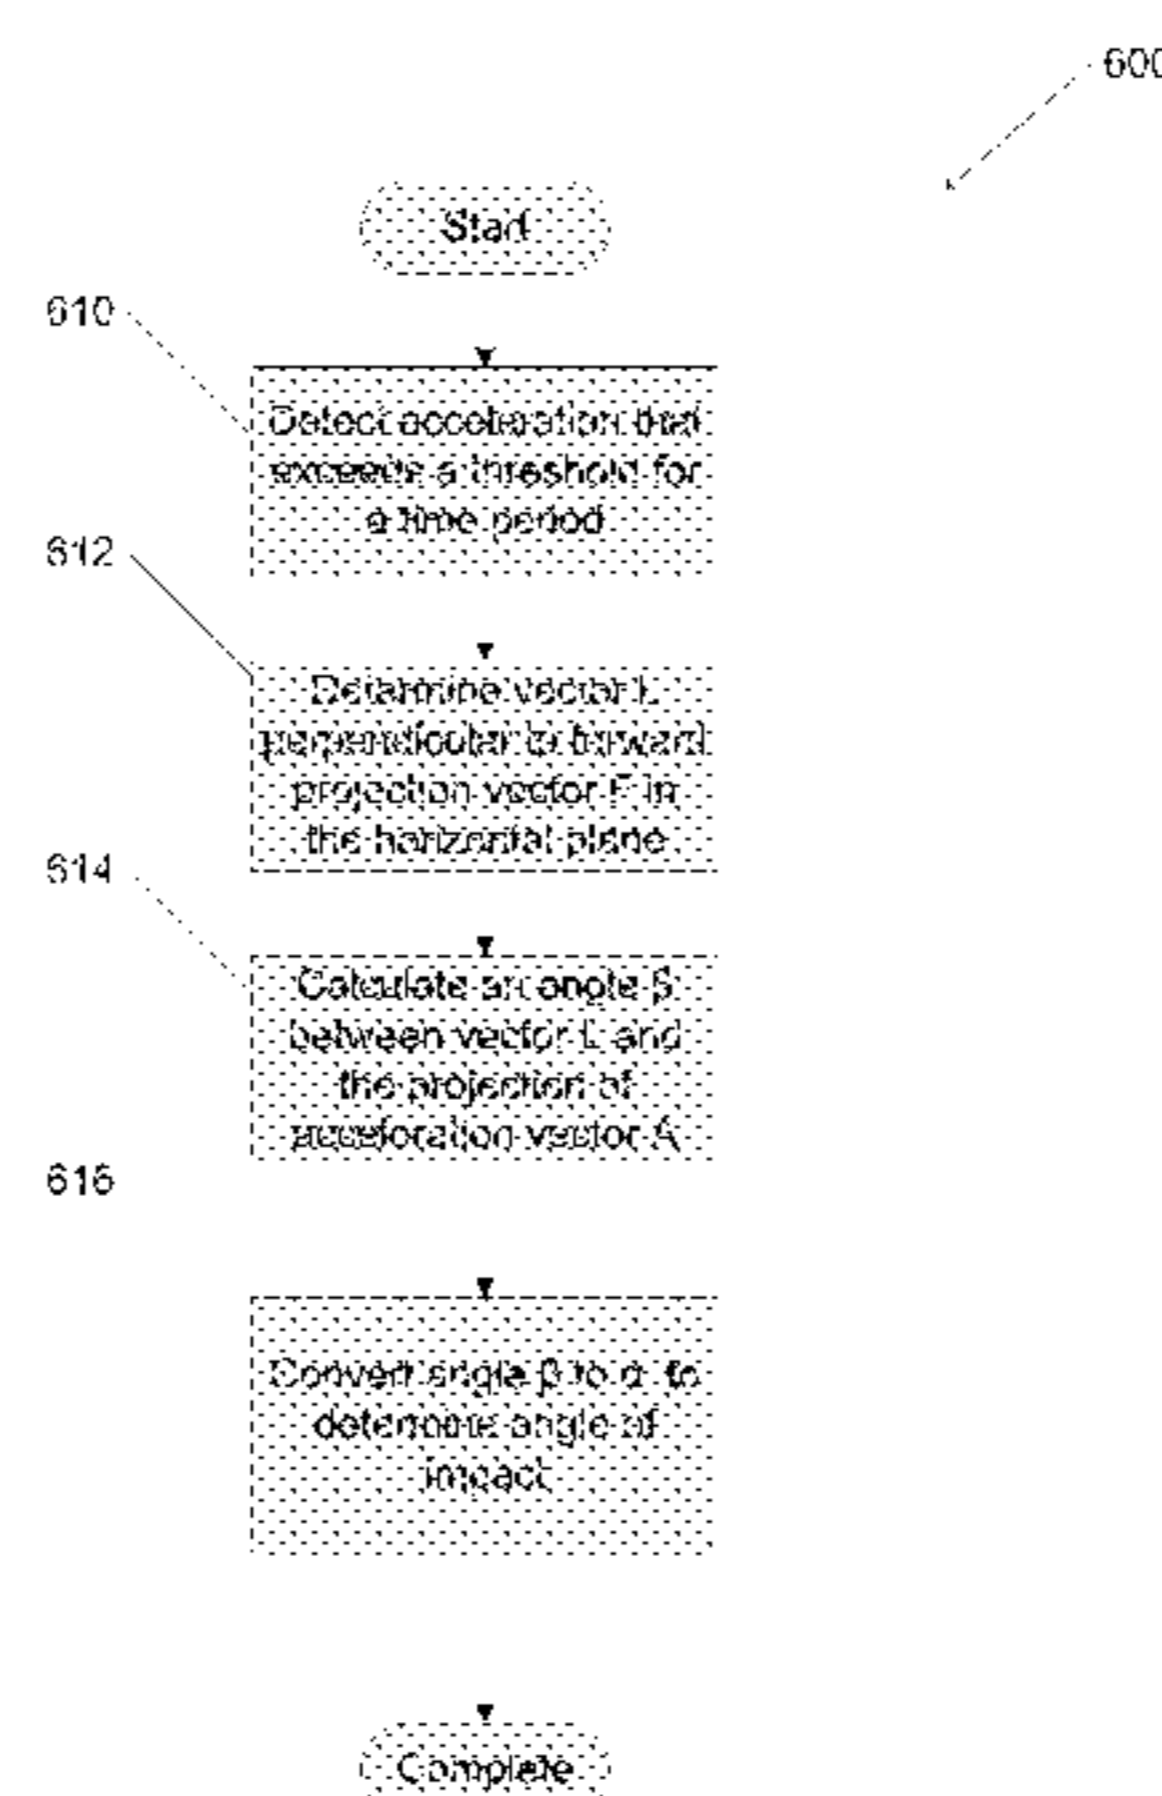 600
Start
610
Detect acceleration that
exceeds a threshold for
a time period
612
Determine vector L
perpendicular to forward
projection vector F in
the horizontal plane
614
Calculate an angle β
between vector L and
the projection of
acceleration vector A
616
Convert angle β to α to
determine angle of
impact
Complete